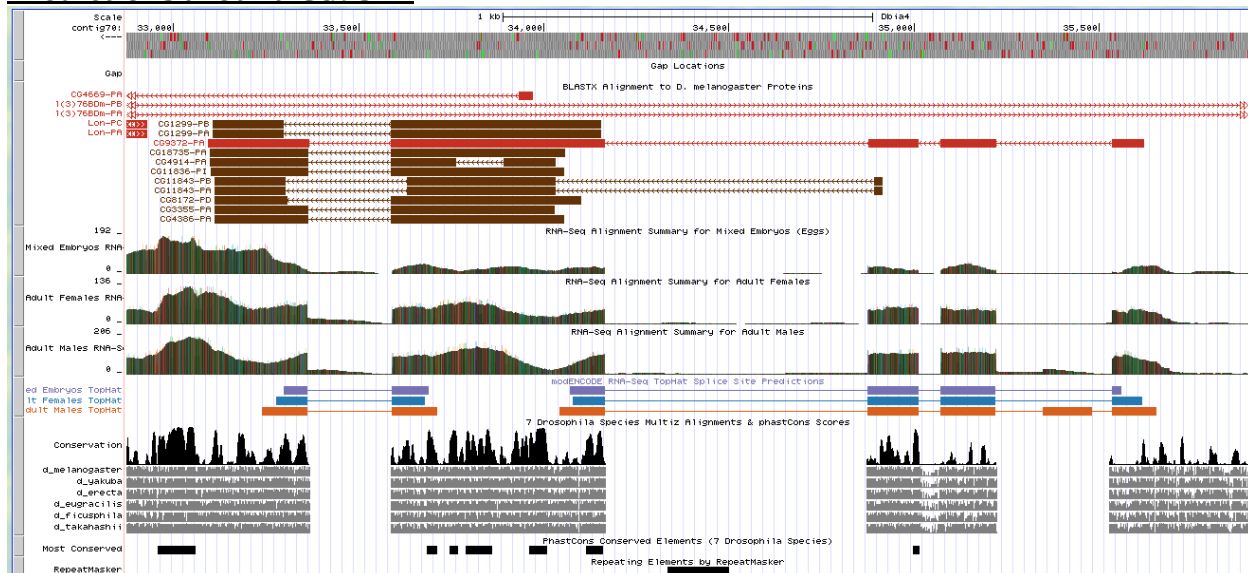 Scale 1 kb Dbia4
contig70: 33,000 33,500 34,000 34,500 35,000 35,500
<---
Gap Locations
Gap
BLASTX Alignment to D. melanogaster Proteins
CG4669-PA
l(3)76BDm-PB
l(3)76BDm-PA
Lon-PC CG1299-PB
Lon-PA CG1299-PA
CG9372-PA
CG18735-PA
CG4914-PA
CG11836-PI
CG11843-PB
CG11843-PA
CG8172-PD
CG3355-PA
CG4386-PA
RNA-Seq Alignment Summary for Mixed Embryos (Eggs)
192 _
Mixed Embryos RNA
0 _
RNA-Seq Alignment Summary for Adult Females
136 _
Adult Females RNA-
0 _
RNA-Seq Alignment Summary for Adult Males
206 _
Adult Males RNA-S
0 _
modENCODE RNA-Seq TopHat Splice Site Predictions
ed Embryos TopHat
lt Females TopHat
dult Males TopHat
7 Drosophila Species Multiz Alignments & phastCons Scores
Conservation
d_melanogaster
d_yakuba
d_erecta
d_eugracilis
d_ficusphila
d_takahashii
PhastCons Conserved Elements (7 Drosophila Species)
Most Conserved
Repeating Elements by RepeatMasker
RepeatMasker